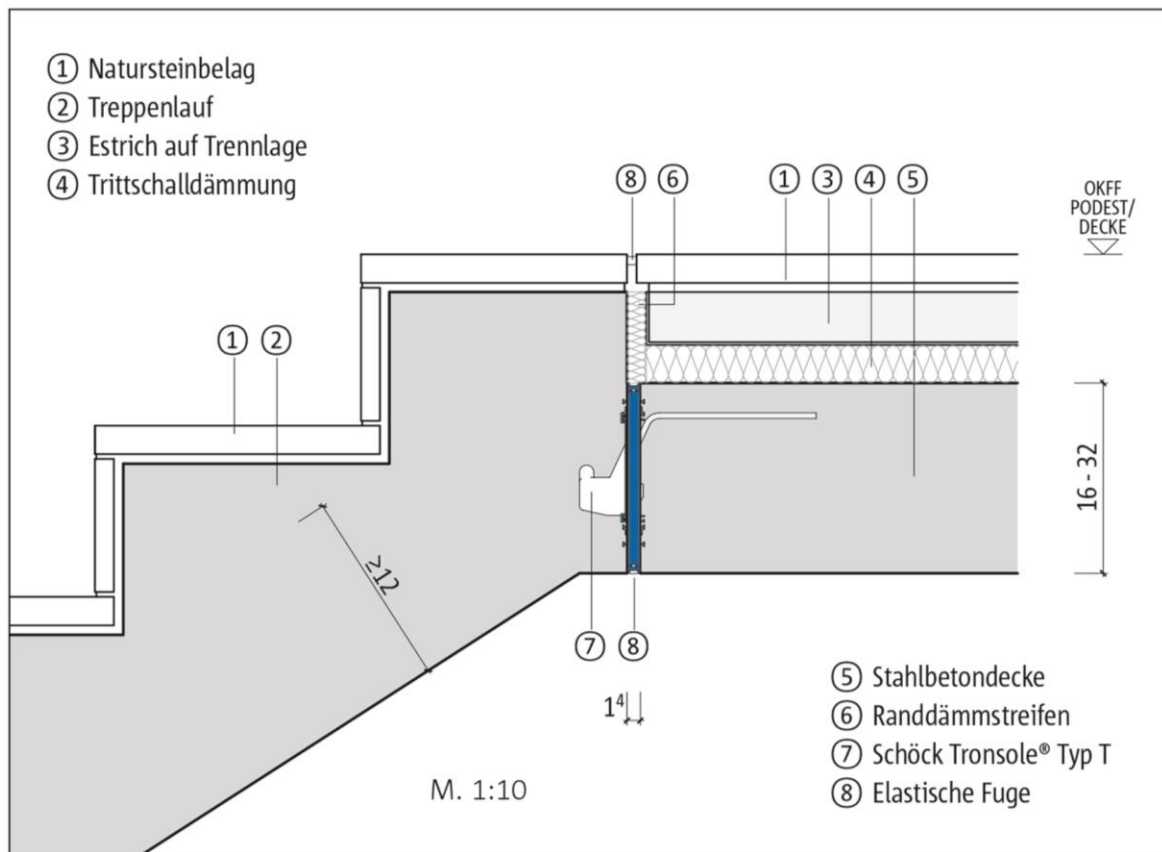 ① Natursteinbelag
② Treppenlauf
③ Estrich auf Trennlage
④ Trittschalldämmung
⑧ ⑥ ① ③ ④ ⑤
OKFF
PODEST/
DECKE
① ②
≥12
16 - 32
⑦ ⑧
1⁴
M. 1:10
⑤ Stahlbetondecke
⑥ Randdämmstreifen
⑦ Schöck Tronsole® Typ T
⑧ Elastische Fuge